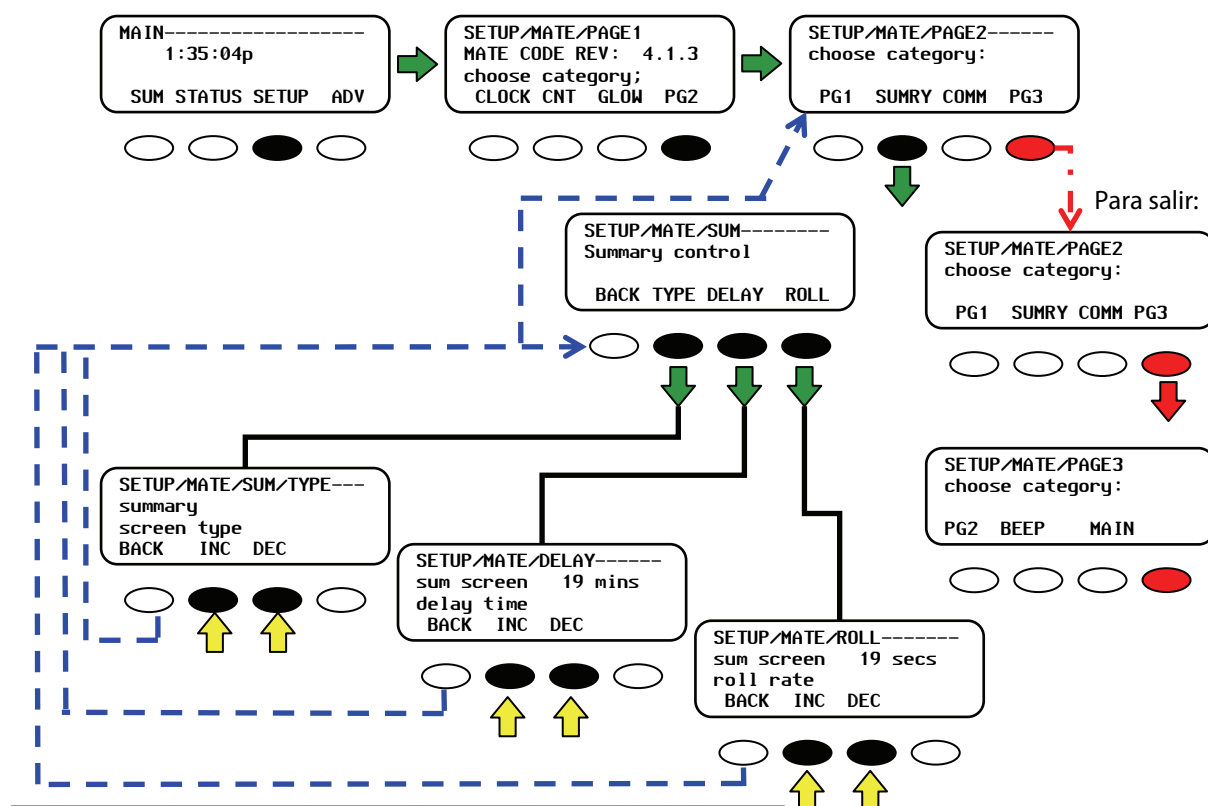 MAIN-------------------
1:35:04p
SUM STATUS SETUP ADV
SETUP/MATE/PAGE1
MATE CODE REV: 4.1.3
choose category;
CLOCK CNT GLOW PG2
SETUP/MATE/PAGE2------
choose category:
PG1 SUMRY COMM PG3
Para salir:
SETUP/MATE/SUM---------
Summary control
BACK TYPE DELAY ROLL
SETUP/MATE/PAGE2
choose category:
PG1 SUMRY COMM PG3
SETUP/MATE/PAGE3
choose category:
PG2 BEEP MAIN
SETUP/MATE/SUM/TYPE---
summary
screen type
BACK INC DEC
SETUP/MATE/DELAY------
sum screen 19 mins
delay time
BACK INC DEC
SETUP/MATE/ROLL-------
sum screen 19 secs
roll rate
BACK INC DEC